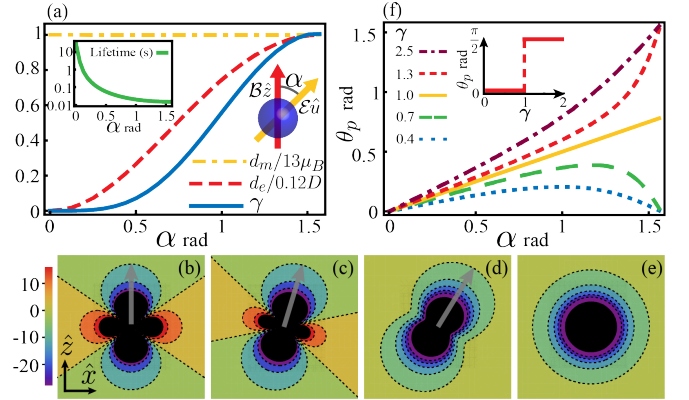 (a)
1
0.8
0.6
0.4
0.2
0
0 0.5 1 1.5
α rad
10
1
0.1
0.01
Lifetime (s)
0 0.5 1 1.5
α rad
Bẑ α
Eû
d_m/13μ_B
d_e/0.12D
γ
(f)
1.5
1
0.5
0
θ_p rad
0 0.5 1 1.5
α rad
γ
2.5
1.3
1.0
0.7
0.4
π/2
0
θ_p rad
0 1 2
γ
10
0
-10
-20
(b)
ẑ
x̂
(c)
(d)
(e)